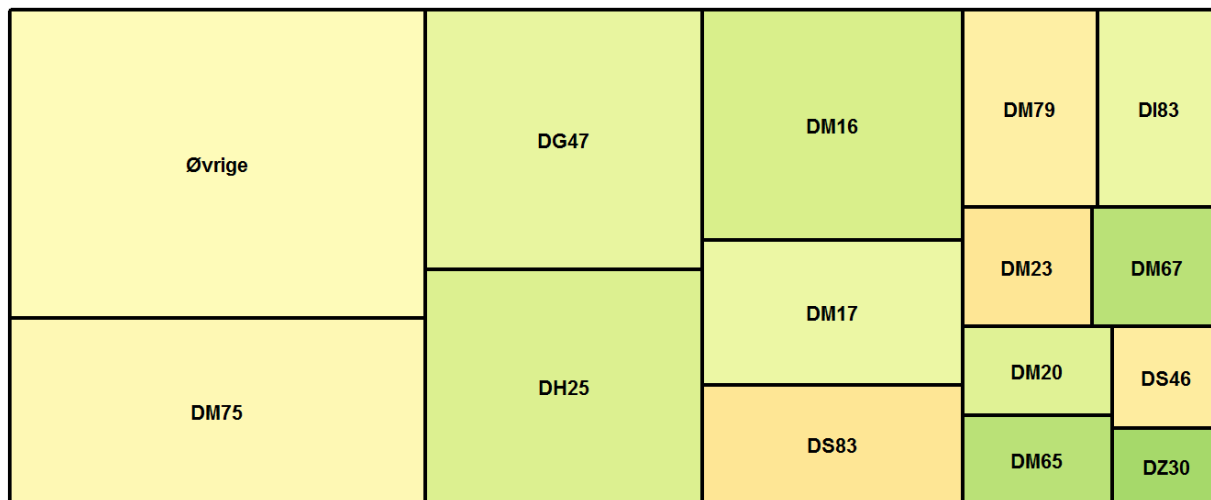 Øvrige
DM75
DG47
DH25
DM16
DM17
DS83
DM79
DI83
DM23
DM67
DM20
DS46
DM65
DZ30